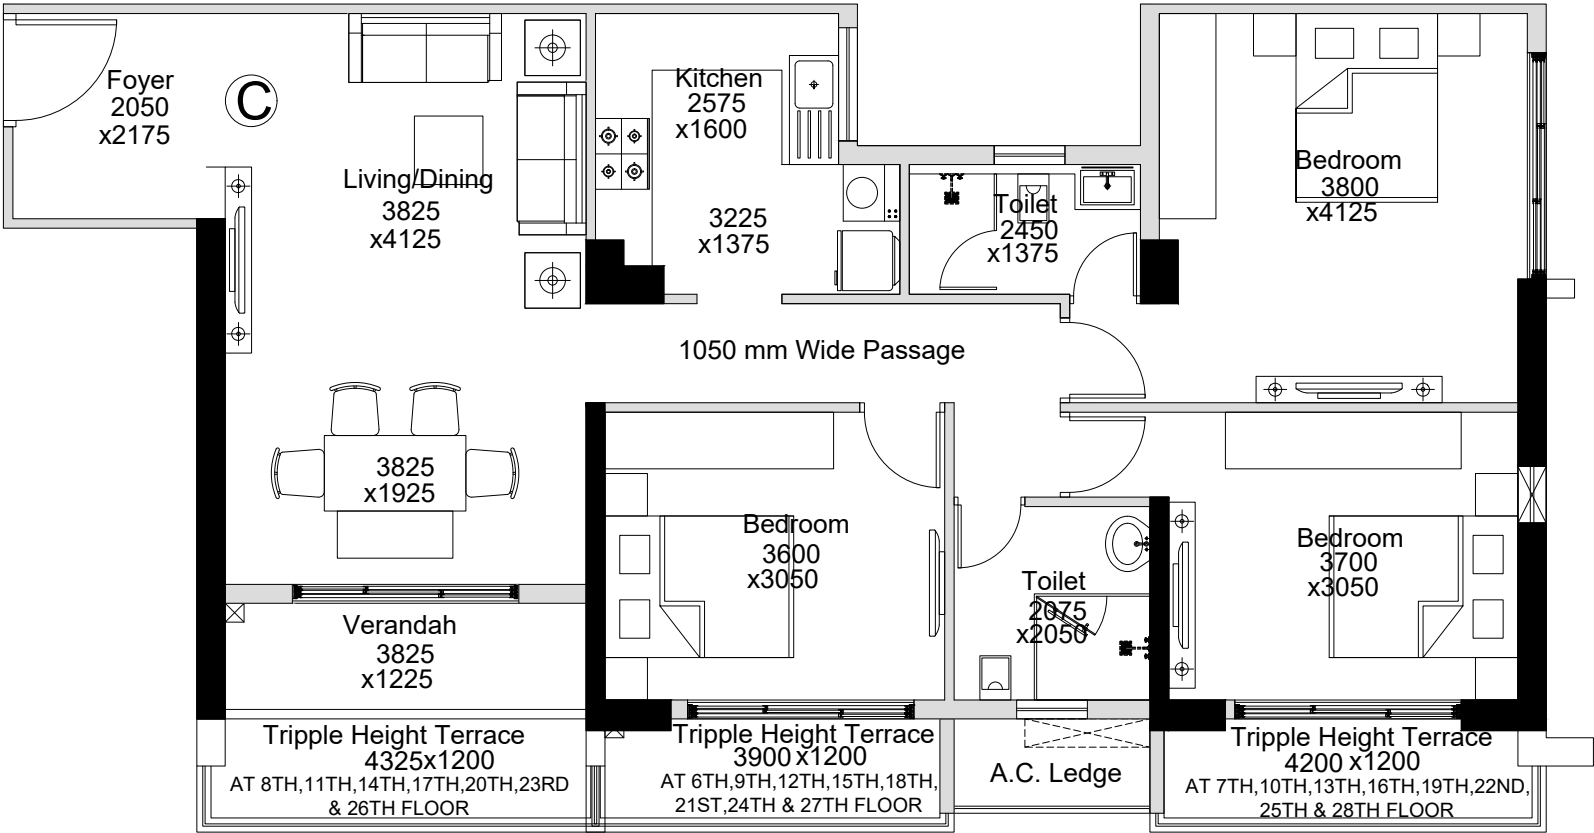 Foyer
2050
x2175
C
Living/Dining
3825
x4125
Kitchen
2575
x1600
3225
x1375
Toilet
2450
x1375
Bedroom
3800
x4125
1050 mm Wide Passage
3825
x1925
Bedroom
3600
x3050
Toilet
2075
x2050
Bedroom
3700
x3050
Verandah
3825
x1225
Tripple Height Terrace
4325x1200
AT 8TH,11TH,14TH,17TH,20TH,23RD
& 26TH FLOOR
Tripple Height Terrace
3900 x1200
AT 6TH,9TH,12TH,15TH,18TH,
21ST,24TH & 27TH FLOOR
A.C. Ledge
Tripple Height Terrace
4200 x1200
AT 7TH,10TH,13TH,16TH,19TH,22ND,
25TH & 28TH FLOOR